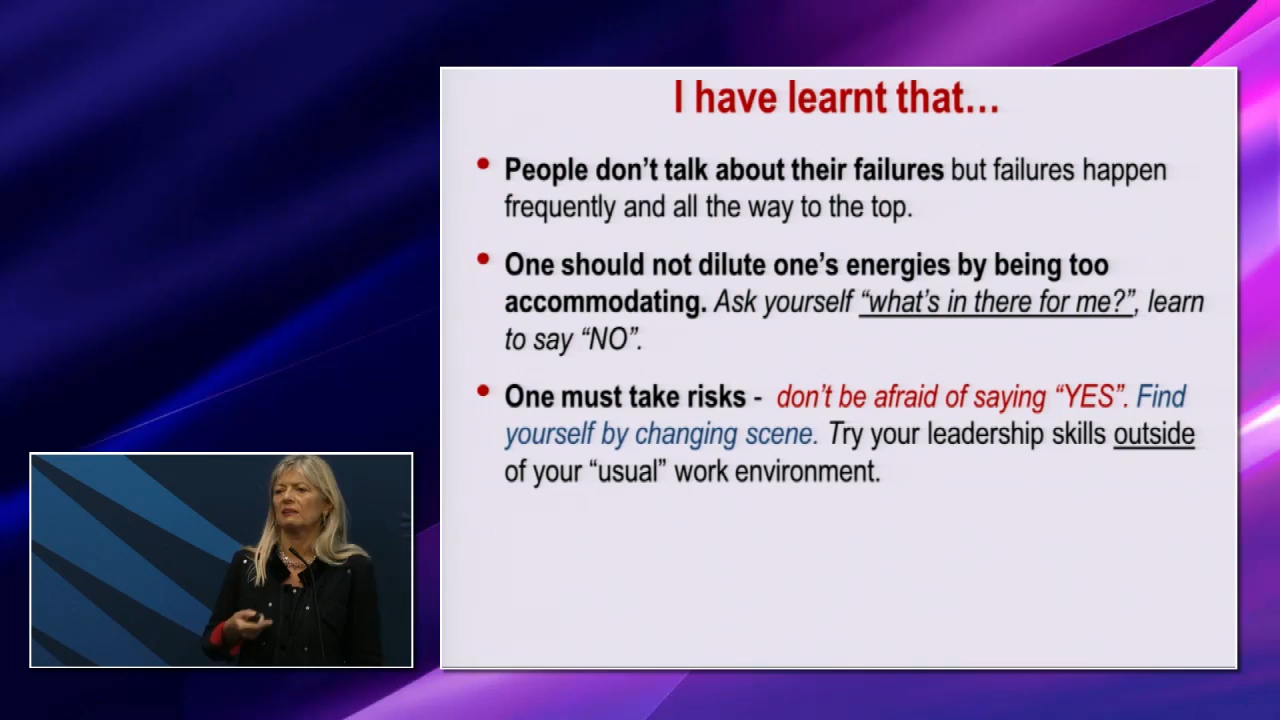 I have learnt that…
• People don’t talk about their failures but failures happen
frequently and all the way to the top.
• One should not dilute one’s energies by being too
accommodating. Ask yourself “what’s in there for me?”, learn
to say “NO”.
• One must take risks - don’t be afraid of saying “YES”. Find
yourself by changing scene. Try your leadership skills outside
of your “usual” work environment.